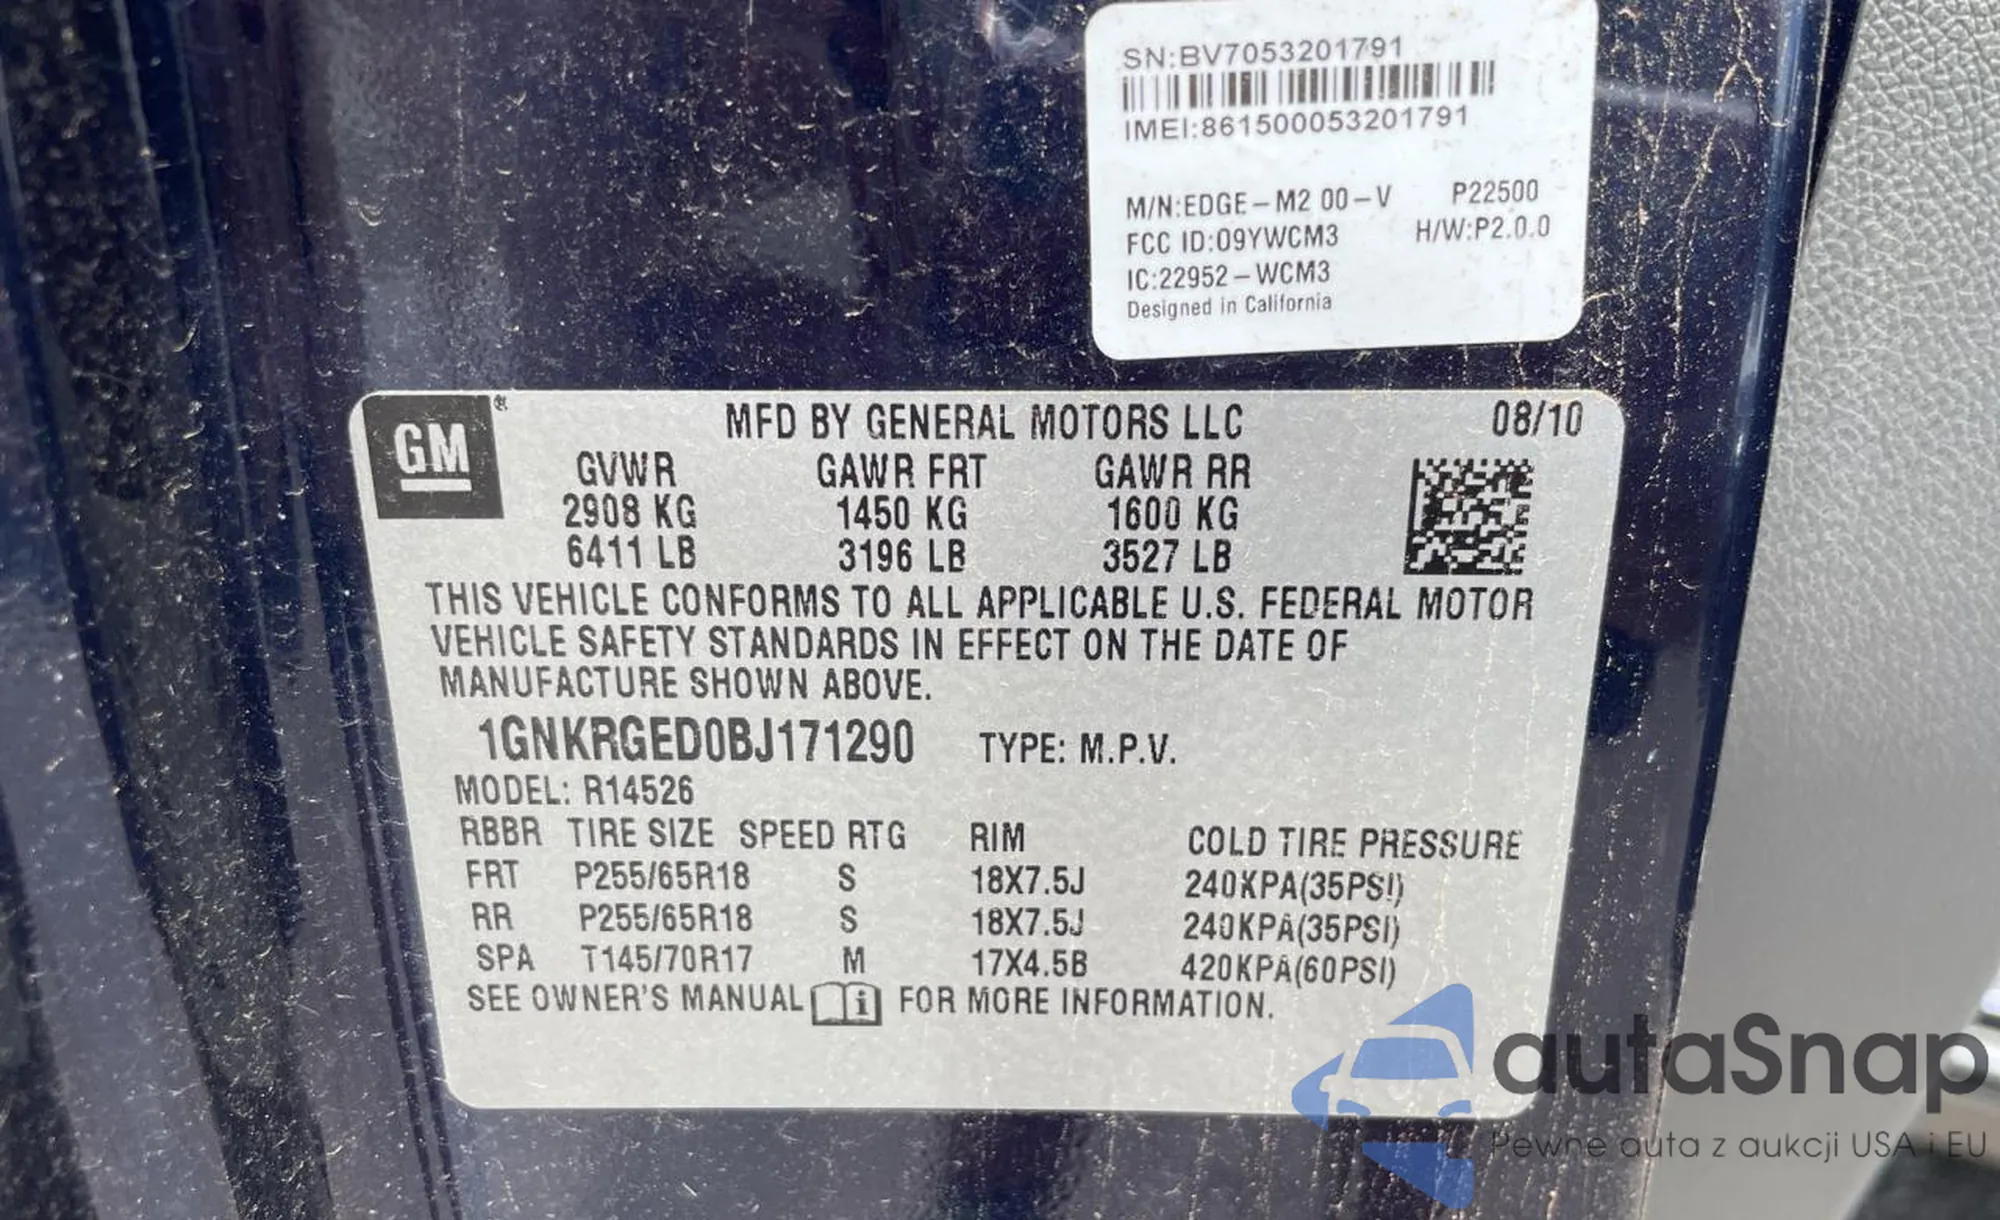 SN:BV7053201791
IMEI:861500053201791
M/N:EDGE-M2 00-V P22500
FCC ID:09YWCM3 H/W:P2.0.0
IC:22952-WCM3
Designed in California
GM ® MFD BY GENERAL MOTORS LLC 08/10
GVWR GAWR FRT GAWR RR
2908 KG 1450 KG 1600 KG
6411 LB 3196 LB 3527 LB
THIS VEHICLE CONFORMS TO ALL APPLICABLE U.S. FEDERAL MOTOR
VEHICLE SAFETY STANDARDS IN EFFECT ON THE DATE OF
MANUFACTURE SHOWN ABOVE.
1GNKRGED0BJ171290 TYPE: M.P.V.
MODEL: R14526
RBBR TIRE SIZE SPEED RTG RIM COLD TIRE PRESSURE
FRT P255/65R18 S 18X7.5J 240KPA(35PSI)
RR P255/65R18 S 18X7.5J 240KPA(35PSI)
SPA T145/70R17 M 17X4.5B 420KPA(60PSI)
SEE OWNER'S MANUAL i FOR MORE INFORMATION.
autaSnap
Pewne auta z aukcji USA i EU